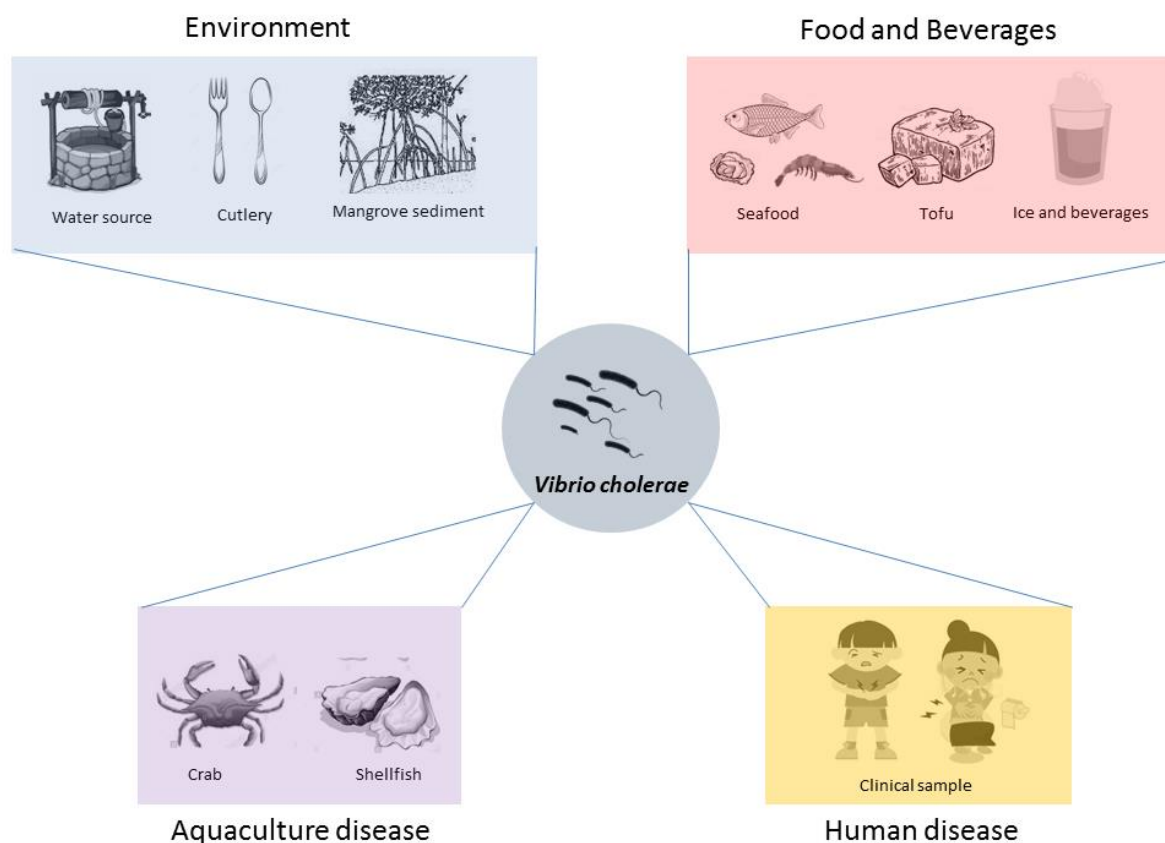 Environment
Food and Beverages
Water source
Cutlery
Mangrove sediment
Seafood
Tofu
Ice and beverages
Vibrio cholerae
Crab
Shellfish
Clinical sample
Aquaculture disease
Human disease